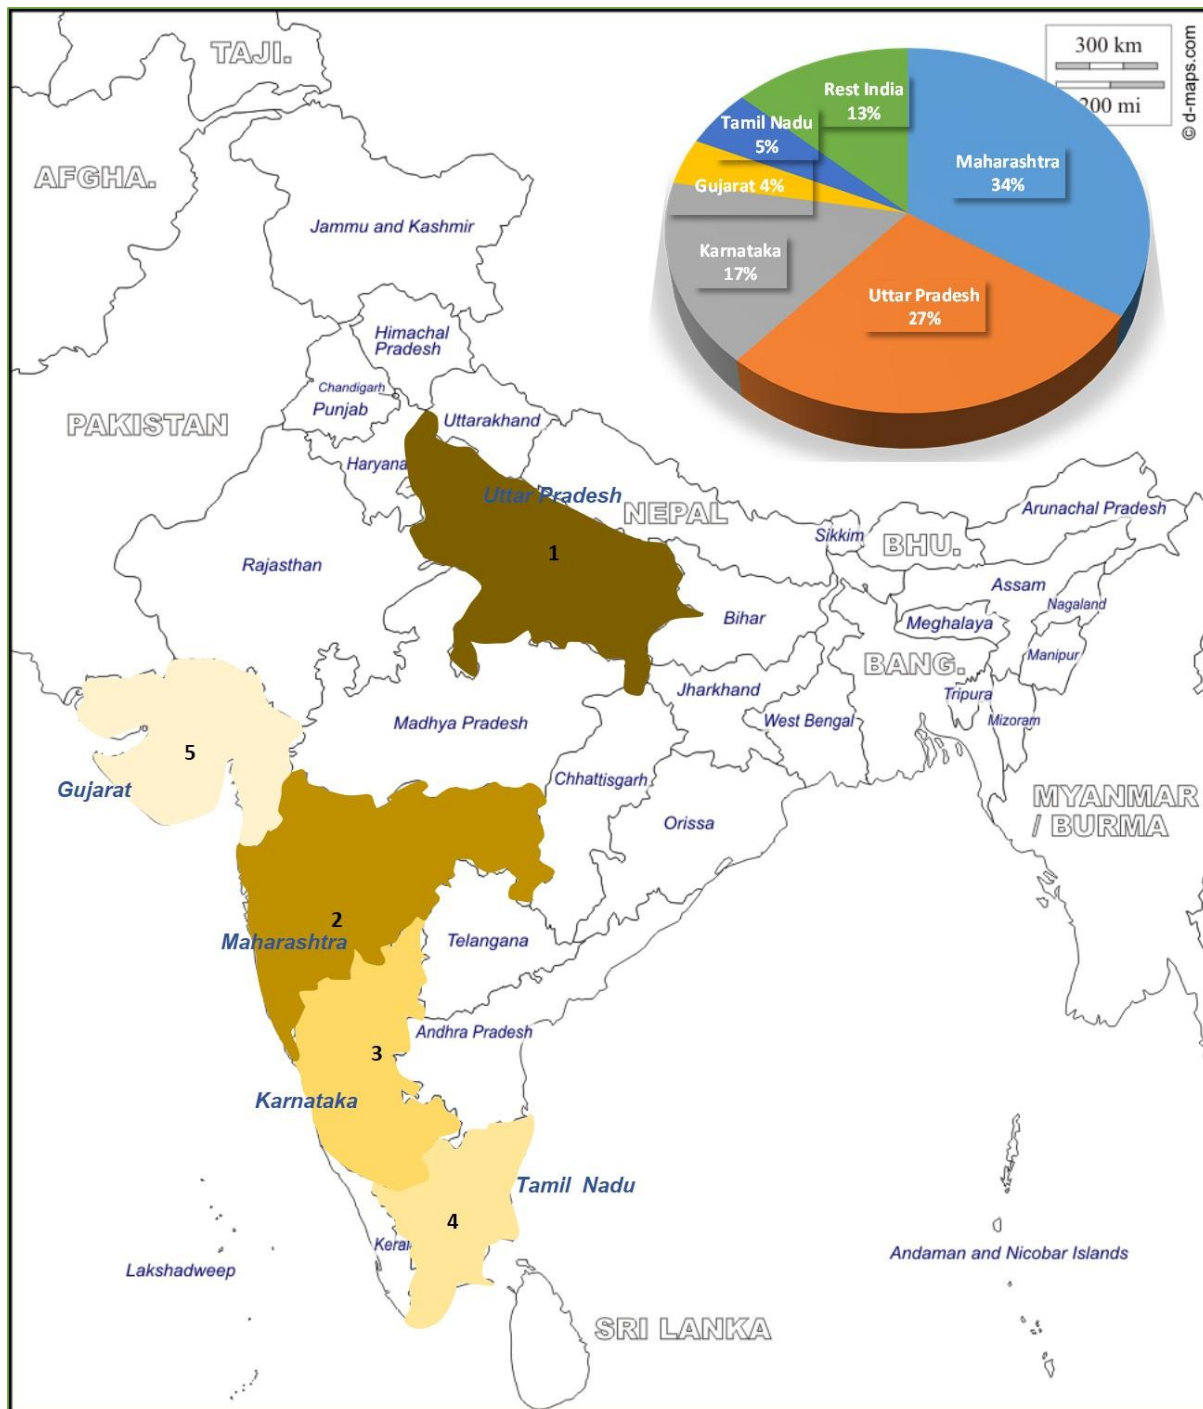 TAJI.
300 km
200 mi
© d-maps.com
Rest India
13%
Tamil Nadu
5%
Maharashtra
34%
AFGHA.
Gujarat 4%
Jammu and Kashmir
Karnataka
17%
Uttar Pradesh
27%
Himachal
Pradesh
Chandigarh
Punjab
PAKISTAN
Uttarakhand
Haryana
Uttar Pradesh
NEPAL
Arunachal Pradesh
Sikkim
BHU.
1
Rajasthan
Assam
Nagaland
Bihar
Meghalaya
Manipur
BANG.
Jharkhand
Tripura
Madhya Pradesh
West Bengal
Mizoram
5
Chhattisgarh
Gujarat
MYANMAR
/ BURMA
Orissa
2
Maharashtra
Telangana
Andhra Pradesh
3
Karnataka
Tamil Nadu
4
Keral
Lakshadweep
Andaman and Nicobar Islands
SRI LANKA